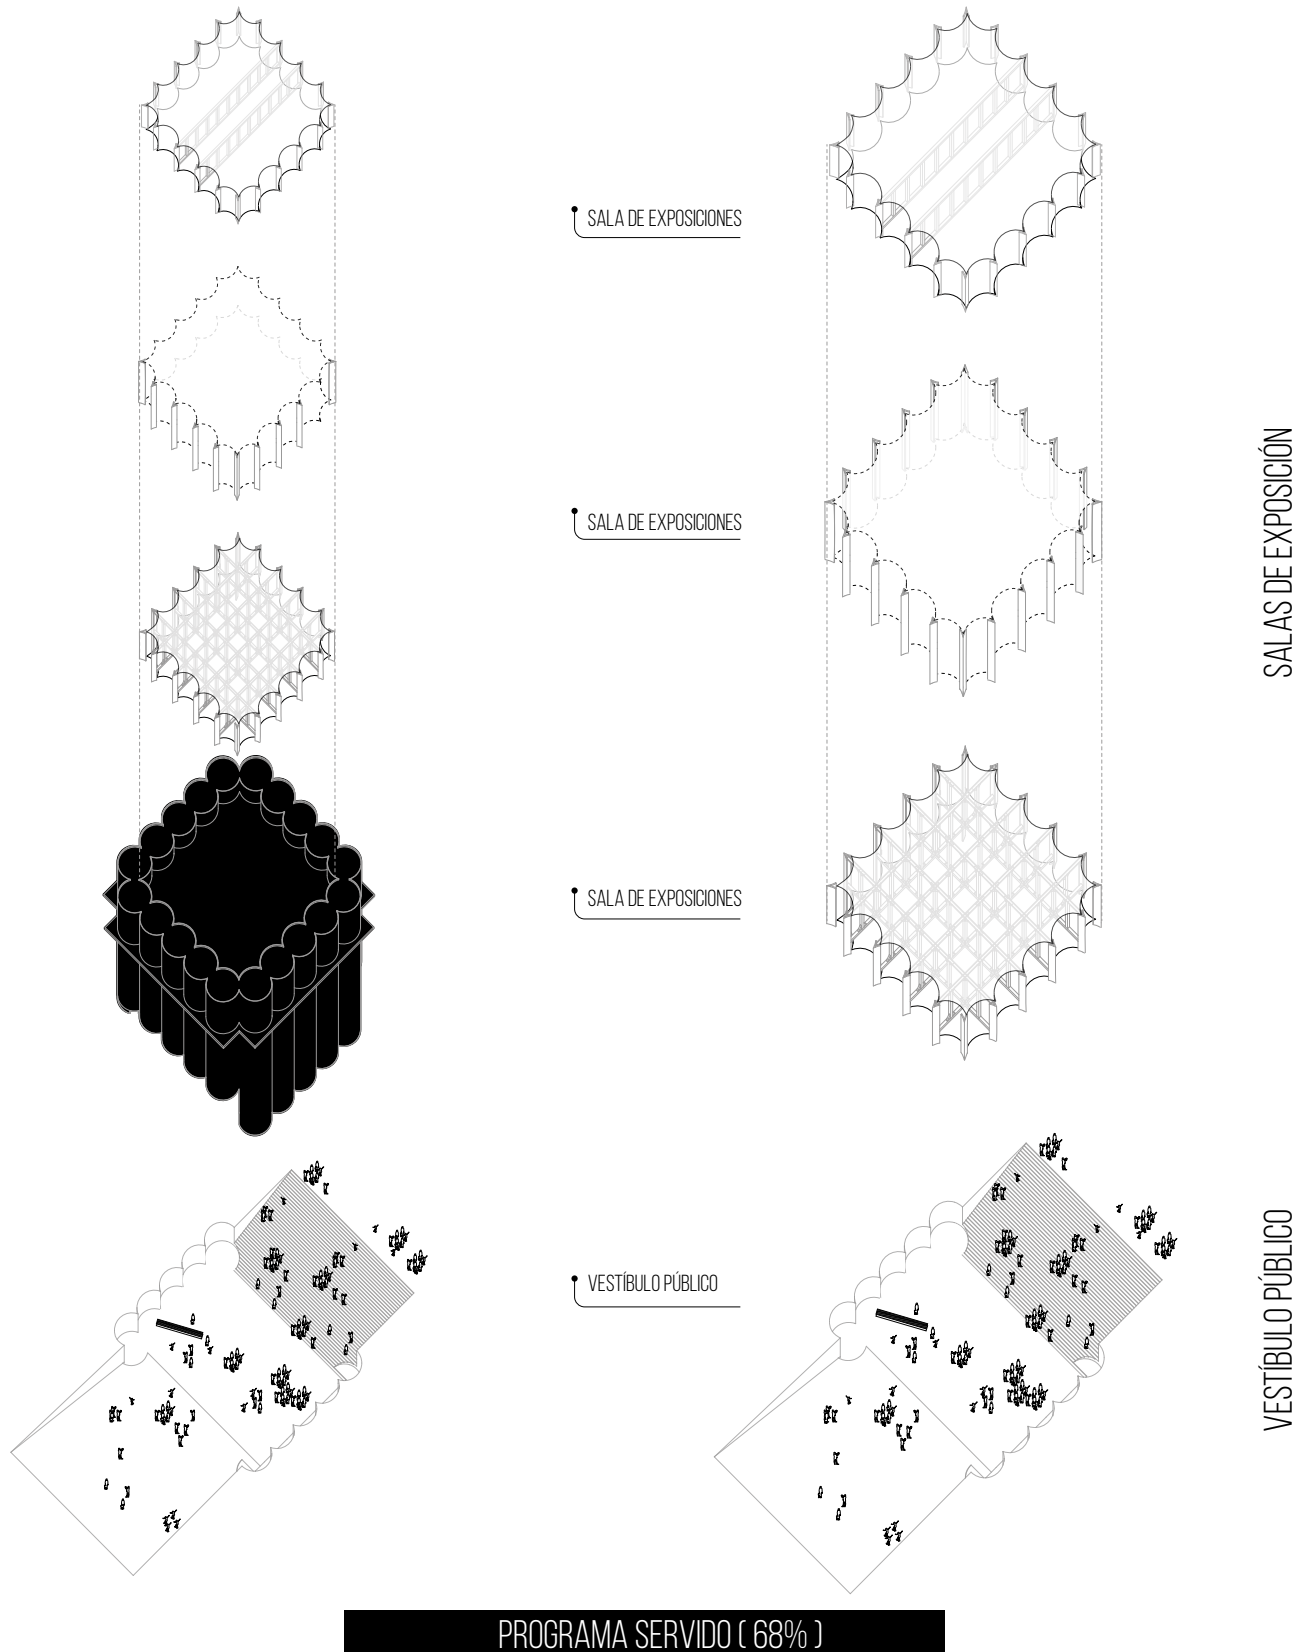 SALA DE EXPOSICIONES
SALA DE EXPOSICIONES
SALA DE EXPOSICIONES
VESTÍBULO PÚBLICO
SALAS DE EXPOSICIÓN
VESTÍBULO PÚBLICO
PROGRAMA SERVIDO ( 68% )